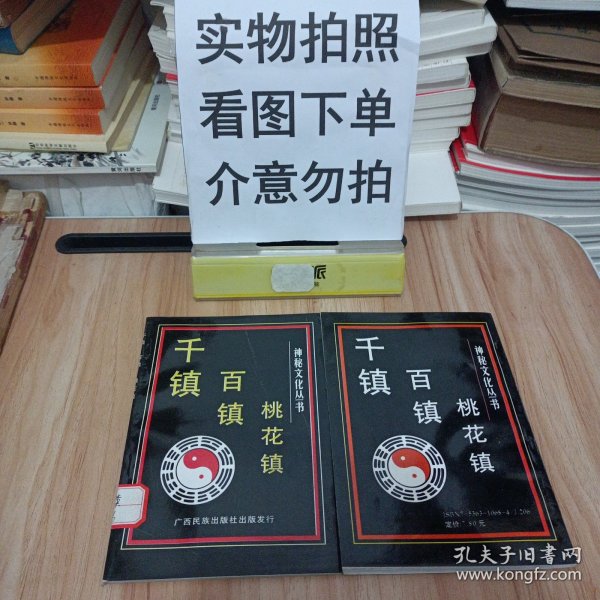 实物拍照
看图下单
介意勿拍
派
千镇
百镇
桃花镇
神秘文化丛书
广西民族出版社出版发行
千镇
百镇
桃花镇
神秘文化丛书
孔夫子旧书网
www.kongfz.com